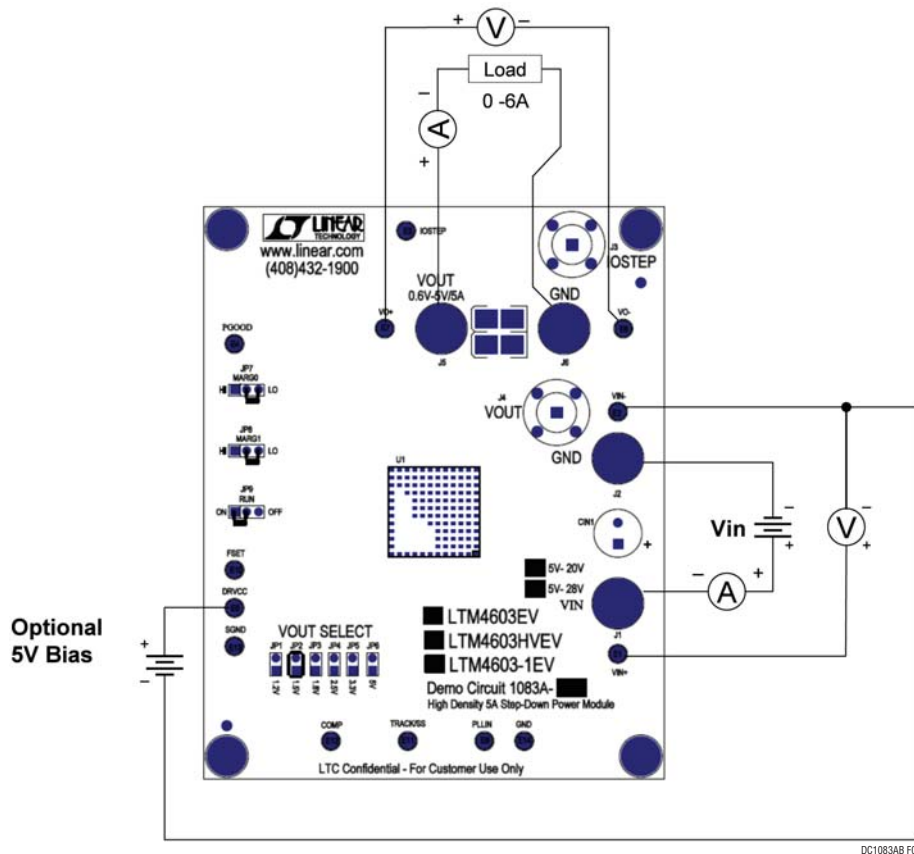 + V −
Load
0 -6A
−
A
+
LINEAR
TECHNOLOGY
www.linear.com
(408)432-1900
IOSTEP
J3
IOSTEP
VOUT
0.6V-5V/5A
GND
VO+
VO-
J5
J6
PGOOD
JP7
MARG0
HI LO
JP8
MARG1
HI LO
JP9
RUN
ON OFF
J4
VOUT
GND
VIN-
J2
U1
CIN1
+
Vin
−
+
V
+
− A +
5V- 20V
5V- 28V
VIN
J1
VIN+
FSET
DRVCC
SGND
Optional
5V Bias
+
−
VOUT SELECT
JP1 JP2 JP3 JP4 JP5 JP6
1.2V 1.5V 1.8V 2.5V 3.3V 5V
LTM4603EV
LTM4603HVEV
LTM4603-1EV
Demo Circuit 1083A-
High Density 5A Step-Down Power Module
COMP TRACK/SS PLLIN GND
LTC Confidential - For Customer Use Only
DC1083AB